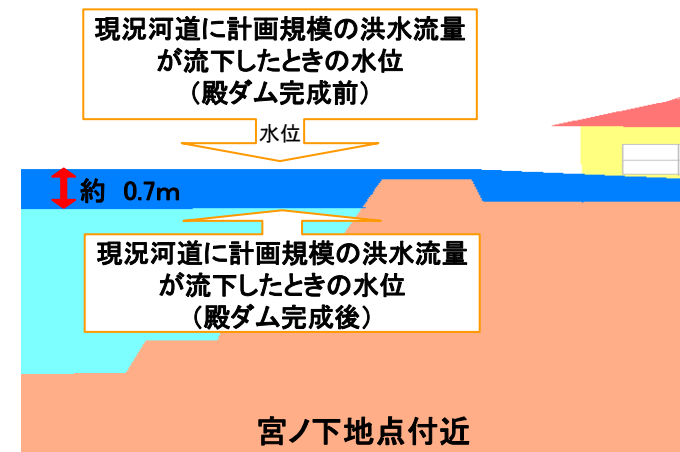 現況河道に計画規模の洪水流量
が流下したときの水位
（殿ダム完成前）
水位
約 0.7m
現況河道に計画規模の洪水流量
が流下したときの水位
（殿ダム完成後）
宮ノ下地点付近